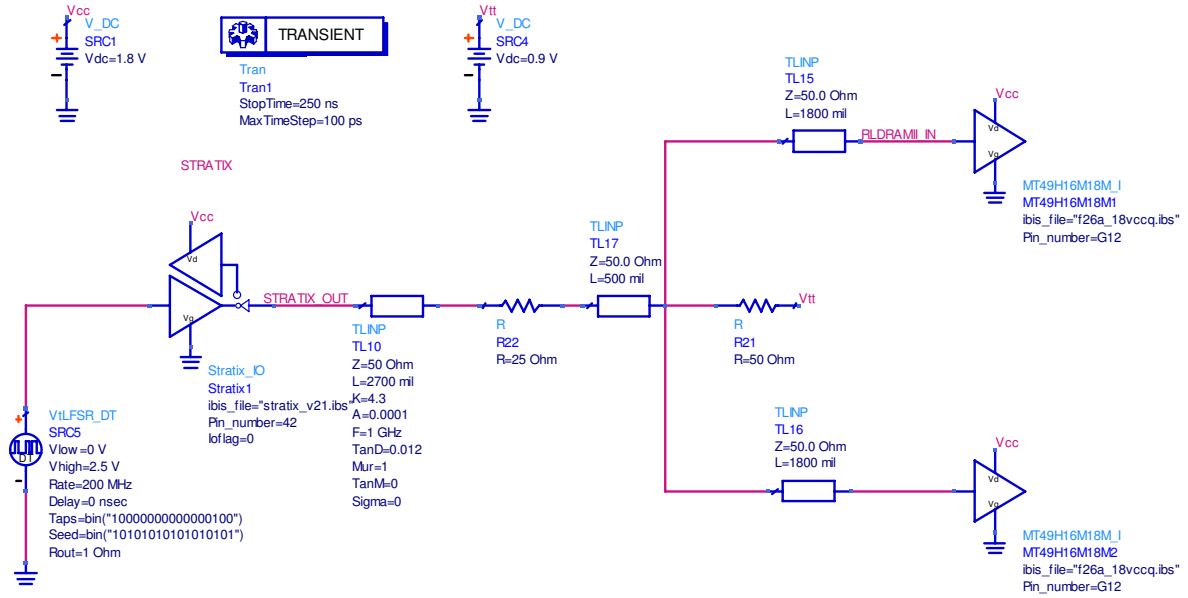 Vcc
V_DC
SRC1
Vdc=1.8 V
TRANSIENT
Tran
Tran1
StopTime=250 ns
MaxTimeStep=100 ps
Vtt
V_DC
SRC4
Vdc=0.9 V
TLINP
TL15
Z=50.0 Ohm
L=1800 mil
RLDRAMII_IN
Vcc
Vd
Vg
MT49H16M18M_I
MT49H16M18M1
ibis_file="f26a_18vccq.ibs"
Pin_number=G12
STRATIX
Vcc
Vd
Vg
STRATIX_OUT
Stratix_IO
Stratix1
ibis_file="stratix_v21.ibs"
Pin_number=42
Ioflag=0
TLINP
TL10
Z=50 Ohm
L=2700 mil
K=4.3
A=0.0001
F=1 GHz
TanD=0.012
Mur=1
TanM=0
Sigma=0
R
R22
R=25 Ohm
TLINP
TL17
Z=50.0 Ohm
L=500 mil
Vtt
R
R21
R=50 Ohm
DT
VtLFSR_DT
SRC5
Vlow=0 V
Vhigh=2.5 V
Rate=200 MHz
Delay=0 nsec
Taps=bin("10000000000000100")
Seed=bin("10101010101010101")
Rout=1 Ohm
TLINP
TL16
Z=50.0 Ohm
L=1800 mil
Vcc
Vd
Vg
MT49H16M18M_I
MT49H16M18M2
ibis_file="f26a_18vccq.ibs"
Pin_number=G12